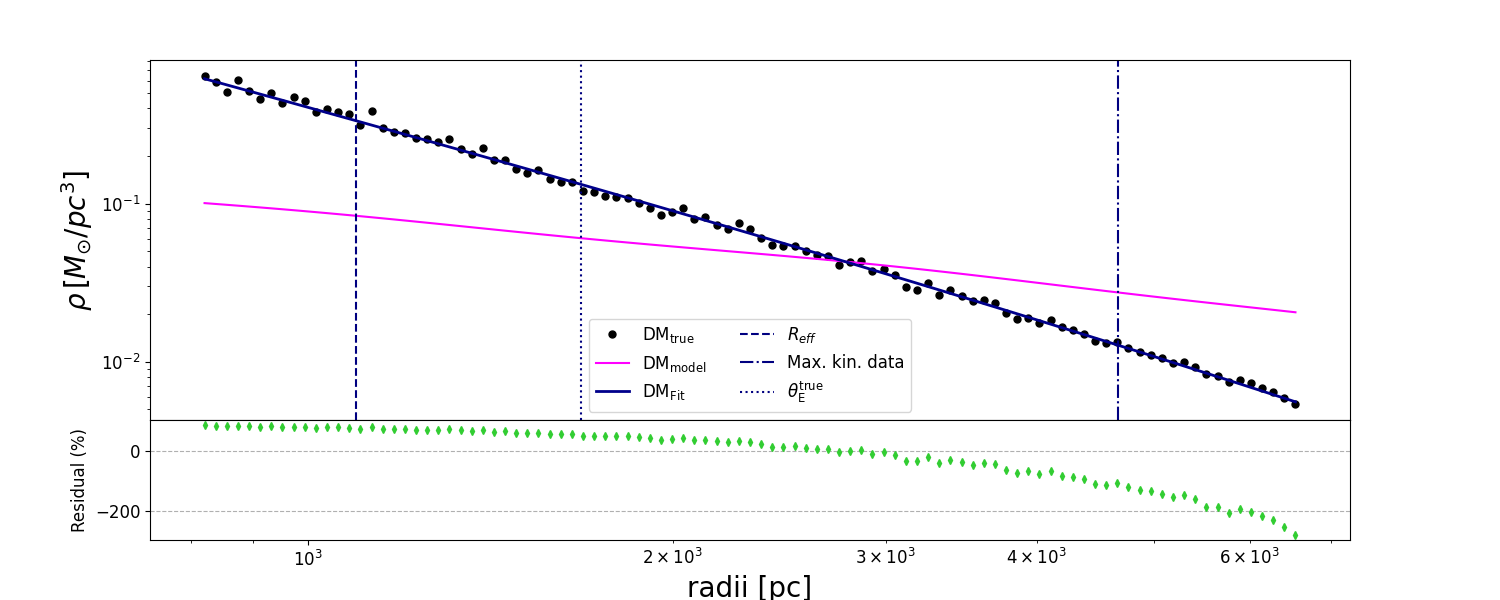 ρ [M⊙/pc³]
10⁻¹
10⁻²
DM_true
DM_model
DM_Fit
R_eff
Max. kin. data
θ_E^true
Residual (%)
0
−200
10³
2 × 10³
3 × 10³
4 × 10³
6 × 10³
radii [pc]